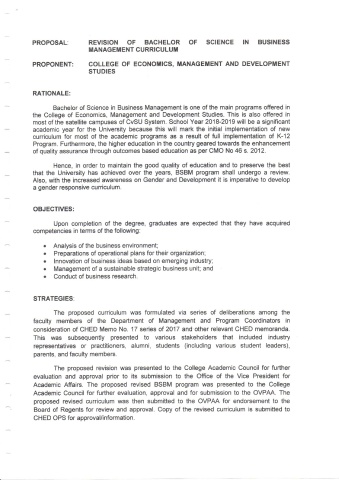 PROPOSAL: REVISION OF BACHELOR OF SCIENCE IN BUSINESS
MANAGEMENT CURRICULUM
PROPONENT: COLLEGE OF ECONOMICS, MANAGEMENT AND DEVELOPMENT
STUDIES
RATIONALE:
Bachelor of Science in Business Management is one of the main programs offered in
the College of Economics, Management and Development Studies. This is also offered in
most of the satellite campuses of CvSU System. School Year 2018-2019 will be a significant
academic year for the University because this will mark the initial implementation of new
curriculum for most of the academic programs as a result of full implementation of K-12
Program. Furthermore, the higher education in the country geared towards the enhancement
of quality assurance through outcomes based education as per CMO No 46 s. 2012.
Hence, in order to maintain the good quality of education and to preserve the best
that the University has achieved over the years, BSBM program shall undergo a review.
Also, with the increased awareness on Gender and Development it is imperative to develop
a gender responsive curriculum.
OBJECTIVES:
Upon completion of the degree, graduates are expected that they have acquired
competencies in terms of the following:
• Analysis of the business environment;
• Preparations of operational plans for their organization;
• Innovation of business ideas based on emerging industry;
• Management of a sustainable strategic business unit; and
• Conduct of business research.
STRATEGIES:
The proposed curriculum was formulated via series of deliberations among the
faculty members of the Department of Management and Program Coordinators in
consideration of CHED Memo No. 17 series of 2017 and other relevant CHED memoranda.
This was subsequently presented to various stakeholders that included industry
representatives or practitioners, alumni, students (including various student leaders),
parents, and faculty members.
The proposed revision was presented to the College Academic Council for further
evaluation and approval prior to its submission to the Office of the Vice President for
Academic Affairs. The proposed revised BSBM program was presented to the College
Academic Council for further evaluation, approval and for submission to the OVPAA. The
proposed revised curriculum was then submitted to the OVPAA for endorsement to the
Board of Regents for review and approval. Copy of the revised curriculum is submitted to
CHED OPS for approval/information.